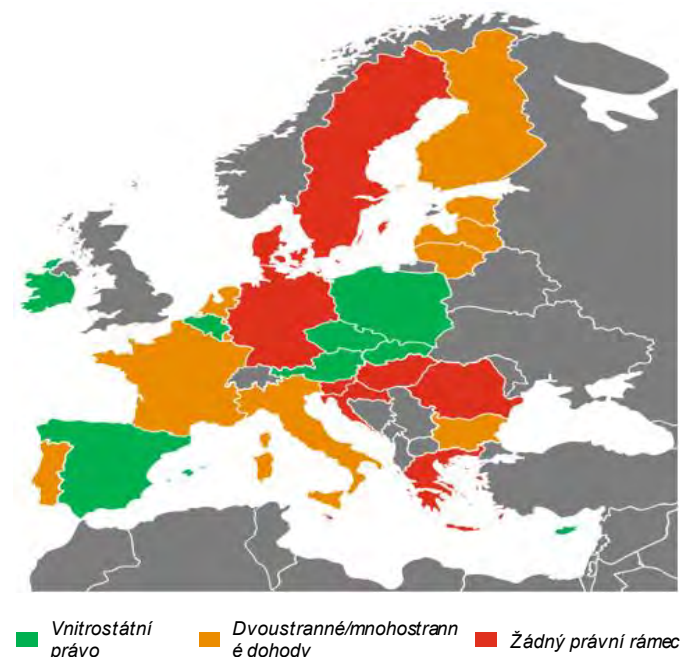 Vnitrostátní
právo
Dvoustranné/mnohostrann
é dohody
Žádný právní rámec